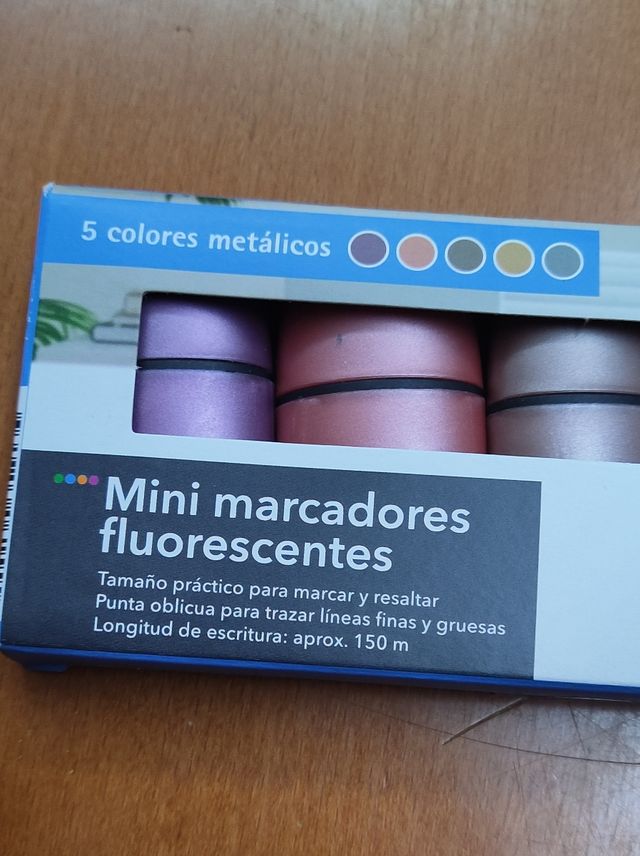 5 colores metálicos
Mini marcadores
fluorescentes
Tamaño práctico para marcar y resaltar
Punta oblicua para trazar líneas finas y gruesas
Longitud de escritura: aprox. 150 m